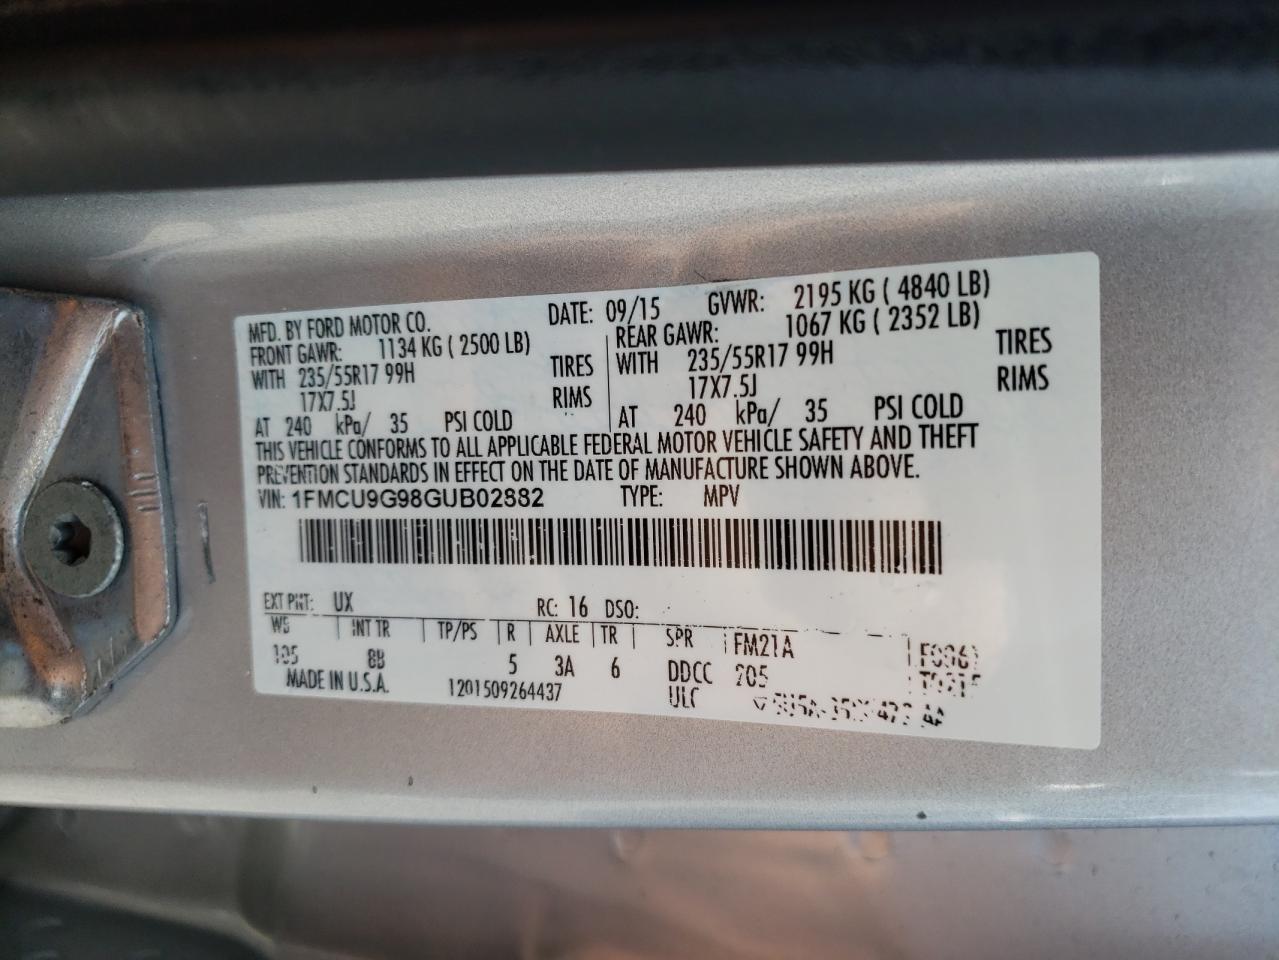 MFD. BY FORD MOTOR CO. DATE: 09/15 GVWR: 2195 KG ( 4840 LB)
FRONT GAWR: 1134 KG ( 2500 LB) REAR GAWR: 1067 KG ( 2352 LB)
WITH 235/55R17 99H TIRES WITH 235/55R17 99H TIRES
17X7.5J RIMS 17X7.5J RIMS
AT 240 kPa/ 35 PSI COLD AT 240 kPa/ 35 PSI COLD
THIS VEHICLE CONFORMS TO ALL APPLICABLE FEDERAL MOTOR VEHICLE SAFETY AND THEFT
PREVENTION STANDARDS IN EFFECT ON THE DATE OF MANUFACTURE SHOWN ABOVE.
VIN: TYPE: MPV
EXT PNT: UX RC: 16 DSO:
WB INT TR TP/PS R AXLE TR SPR FM21A
105 8B 5 3A 6 DDCC
MADE IN U.S.A. 1201509264437 ULC